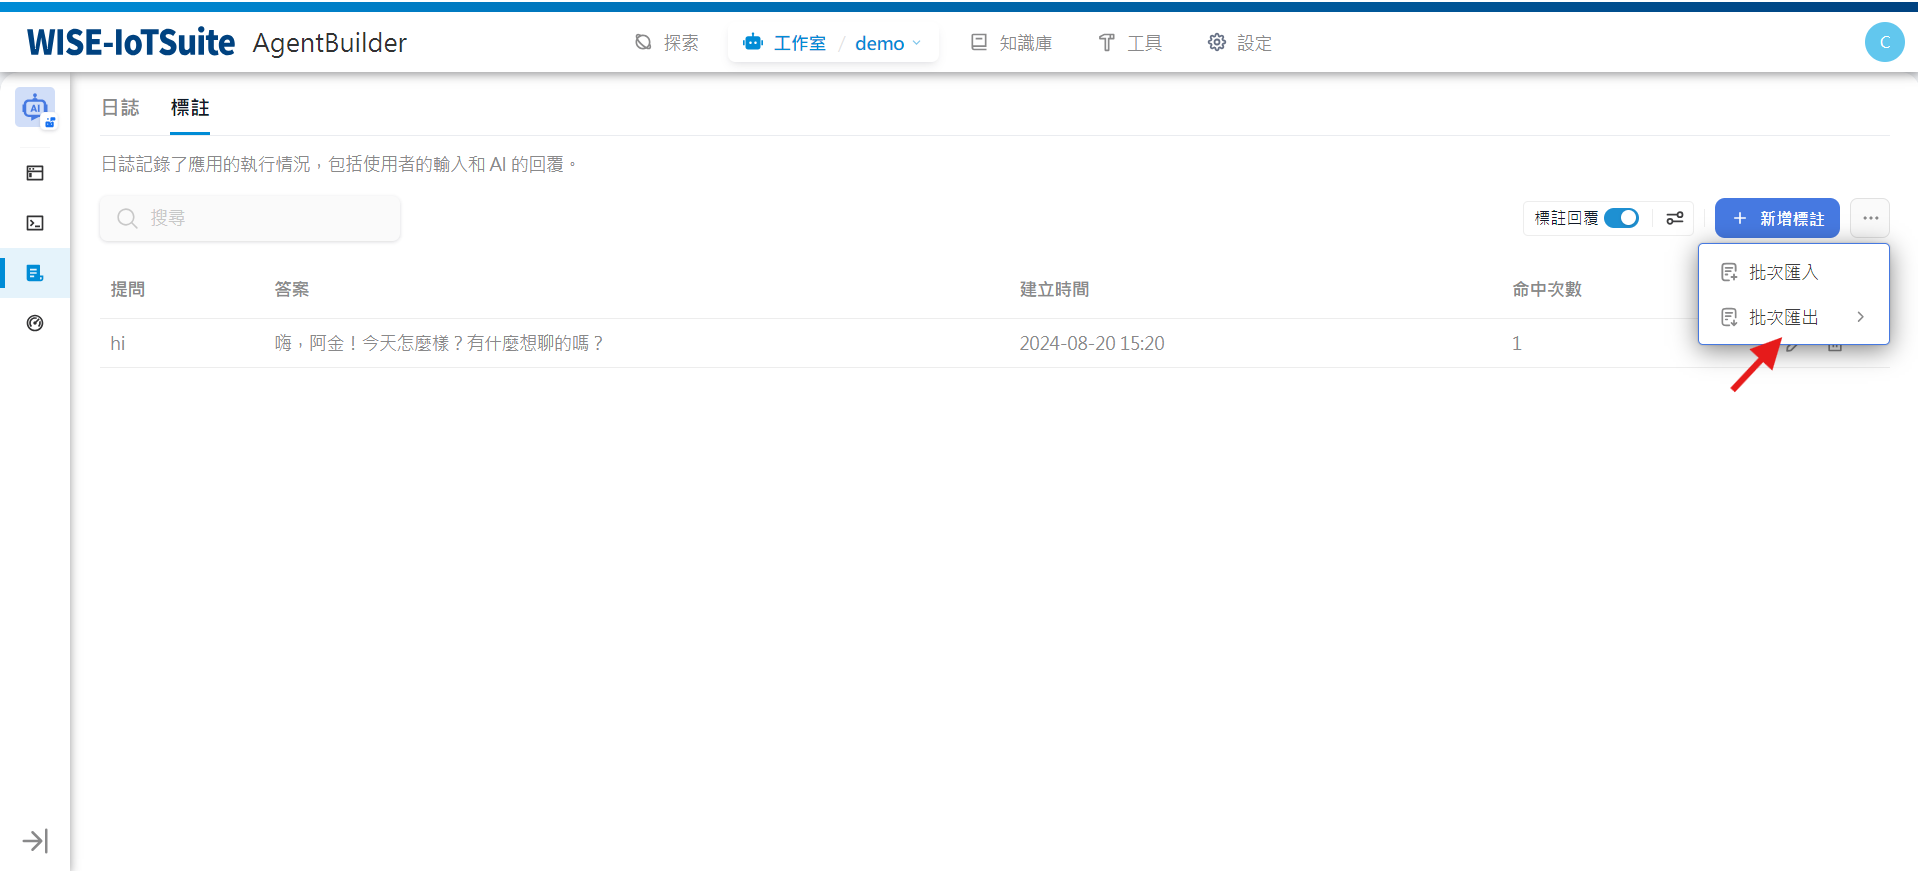 WISE-IoTSuite AgentBuilder
探索
工作室 / demo
知識庫
工具
設定
C
AI
日誌
標註
日誌記錄了應用的執行情況，包括使用者的輸入和 AI 的回覆。
搜尋
標註回覆
+ 新增標註
...
批次匯入
批次匯出
提問 答案 建立時間 命中次數
hi 嗨，阿金！今天怎麼樣？有什麼想聊的嗎？ 2024-08-20 15:20 1